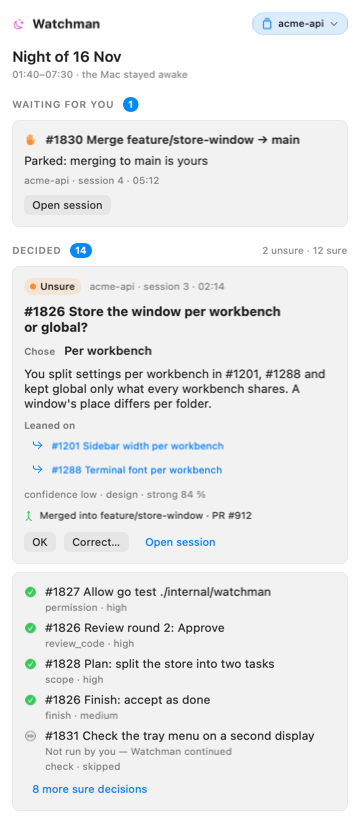 Watchman
acme-api
Night of 16 Nov
01:40–07:30 · the Mac stayed awake
WAITING FOR YOU 1
#1830 Merge feature/store-window → main
Parked: merging to main is yours
acme-api · session 4 · 05:12
Open session
DECIDED 14
2 unsure · 12 sure
Unsure
acme-api · session 3 · 02:14
#1826 Store the window per workbench
or global?
Chose Per workbench
You split settings per workbench in #1201, #1288 and
kept global only what every workbench shares. A
window's place differs per folder.
Leaned on
#1201 Sidebar width per workbench
#1288 Terminal font per workbench
confidence low · design · strong 84 %
Merged into feature/store-window · PR #912
OK
Correct...
Open session
#1827 Allow go test ./internal/watchman
permission · high
#1826 Review round 2: Approve
review_code · high
#1828 Plan: split the store into two tasks
scope · high
#1826 Finish: accept as done
finish · medium
#1831 Check the tray menu on a second display
Not run by you — Watchman continued
check · skipped
8 more sure decisions